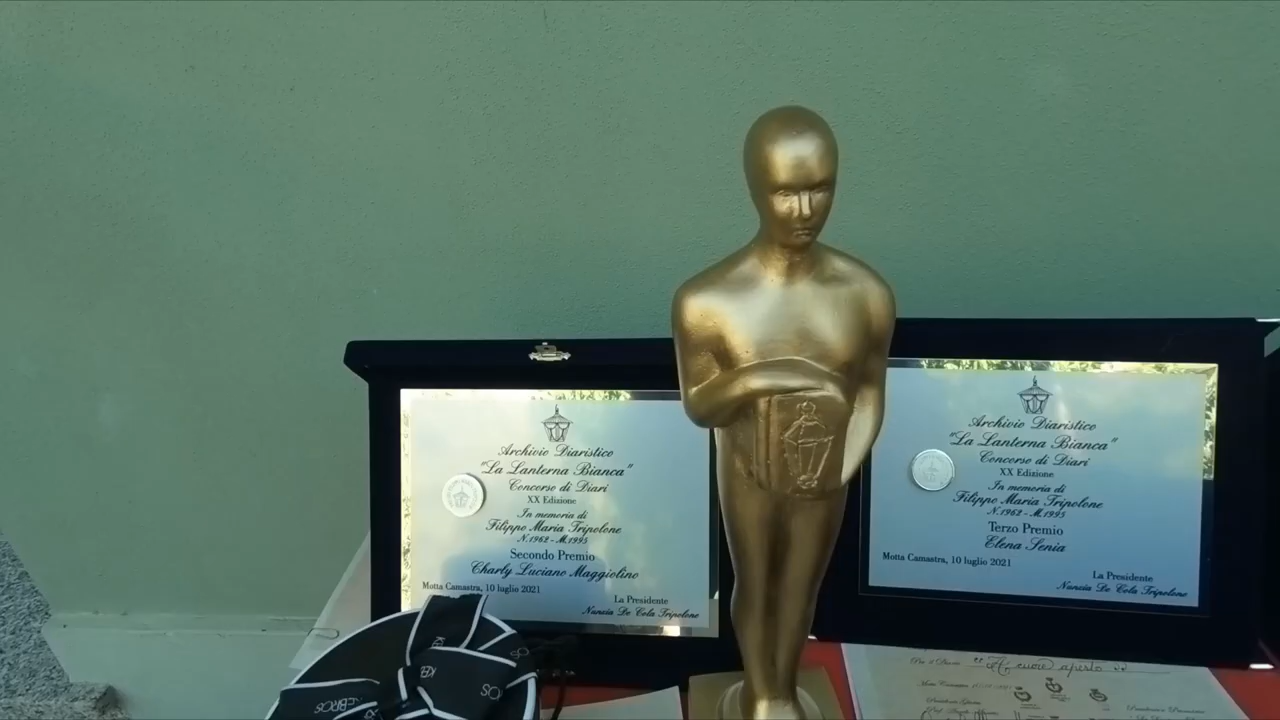 Archivio Diaristico
"La Lanterna Bianca"
Concorso di Diari
XX Edizione
In memoria di
Filippo Maria Tripolone
N.1962 - M.1995
Secondo Premio
Charly Luciano Maggiolino
Motta Camastra, 10 luglio 2021
La Presidente
Nunzia De Cola Tripolone
Archivio Diaristico
"La Lanterna Bianca"
Concorso di Diari
XX Edizione
In memoria di
Filippo Maria Tripolone
N.1962 - M.1995
Terzo Premio
Elena Senia
Motta Camastra, 10 luglio 2021
La Presidente
Nunzia De Cola Tripolone
"A cuore aperto"